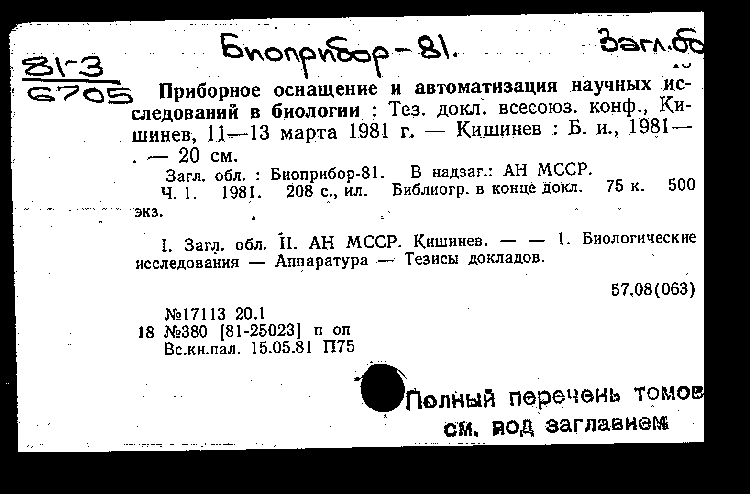 Биоприбор-81. Загл.об
81-3
6705
Приборное оснащение и автоматизация научных ис-
следований в биологии : Тез. докл. всесоюз. конф., Ки-
шинев, 11—13 марта 1981 г. — Кишинев : Б. и., 1981—
. — 20 см.
Загл. обл. : Биоприбор-81. В надзаг.: АН МССР.
Ч. 1. 1981. 208 с., ил. Библиогр. в конце докл. 75 к. 500
экз.
I. Загл. обл. II. АН МССР. Кишинев. — — 1. Биологические
исследования — Аппаратура — Тезисы докладов.
57.08(063)
№17113 20.1
18 №380 [81-25023] п оп
Вс.кн.пал. 15.05.81 П75
Полный перечень томов
см. под заглавием